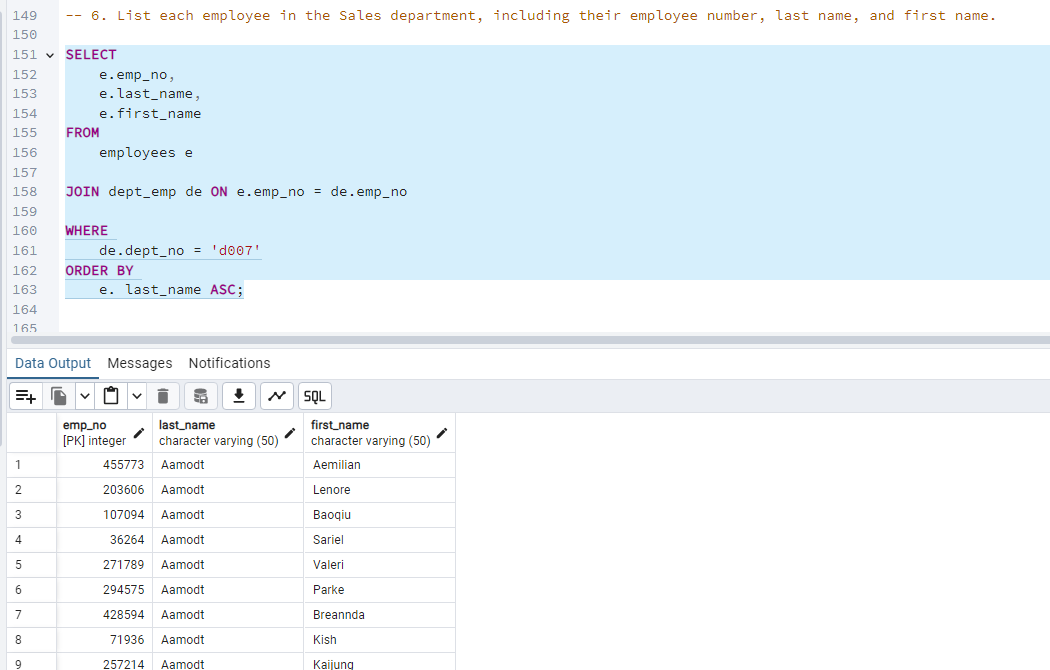 149 -- 6. List each employee in the Sales department, including their employee number, last name, and first name.
150
151 SELECT
152 e.emp_no,
153 e.last_name,
154 e.first_name
155 FROM
156 employees e
157
158 JOIN dept_emp de ON e.emp_no = de.emp_no
159
160 WHERE
161 de.dept_no = 'd007'
162 ORDER BY
163 e. last_name ASC;
164
165
Data Output Messages Notifications
SQL
emp_no last_name first_name
[PK] integer character varying (50) character varying (50)
1 455773 Aamodt Aemilian
2 203606 Aamodt Lenore
3 107094 Aamodt Baoqiu
4 36264 Aamodt Sariel
5 271789 Aamodt Valeri
6 294575 Aamodt Parke
7 428594 Aamodt Breannda
8 71936 Aamodt Kish
9 257214 Aamodt Kaijung